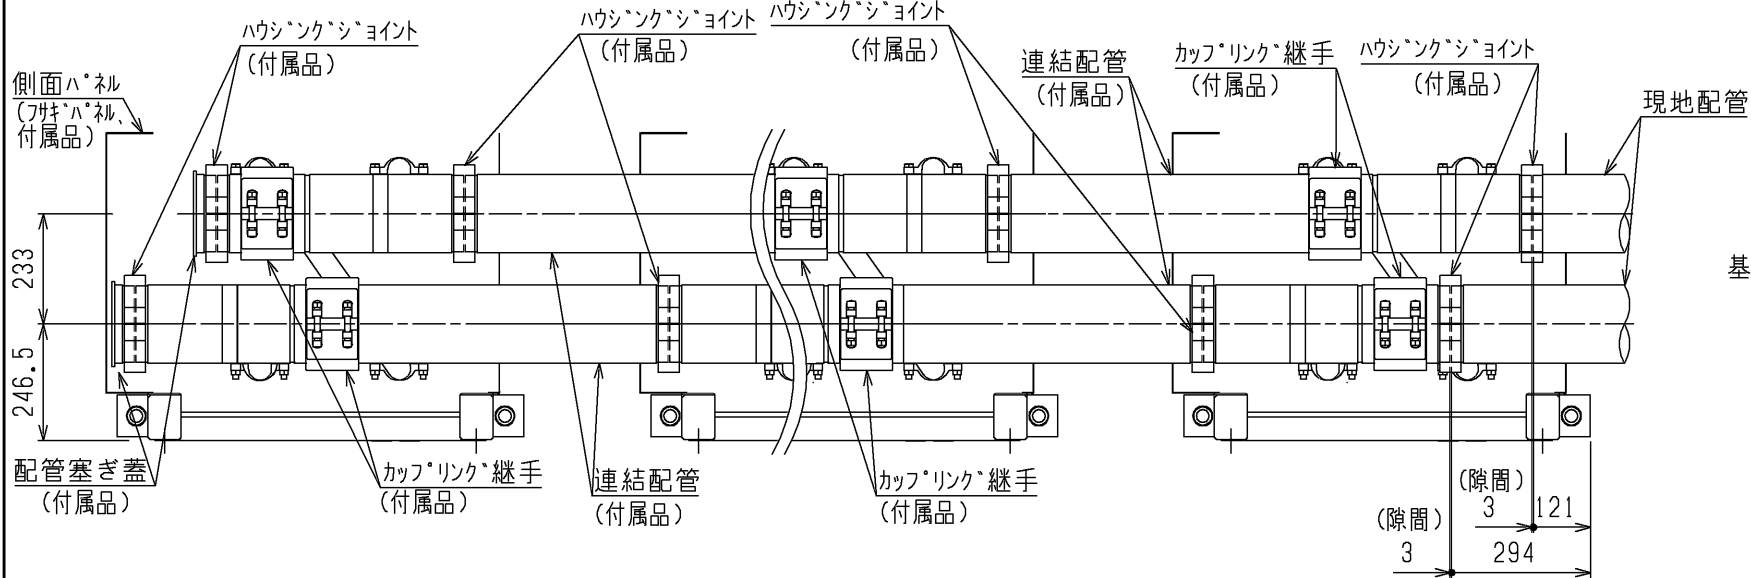 ハウジングジョイント
(付属品)
ハウジングジョイント
(付属品)
ハウジングジョイント
(付属品)
連結配管
(付属品)
カップリング継手
(付属品)
ハウジングジョイント
(付属品)
側面パネル
(フサギパネル、
付属品)
現地配管
233
246.5
基
配管塞ぎ蓋
(付属品)
カップリング継手
(付属品)
連結配管
(付属品)
カップリング継手
(付属品)
(隙間)
3
121
(隙間)
3
294